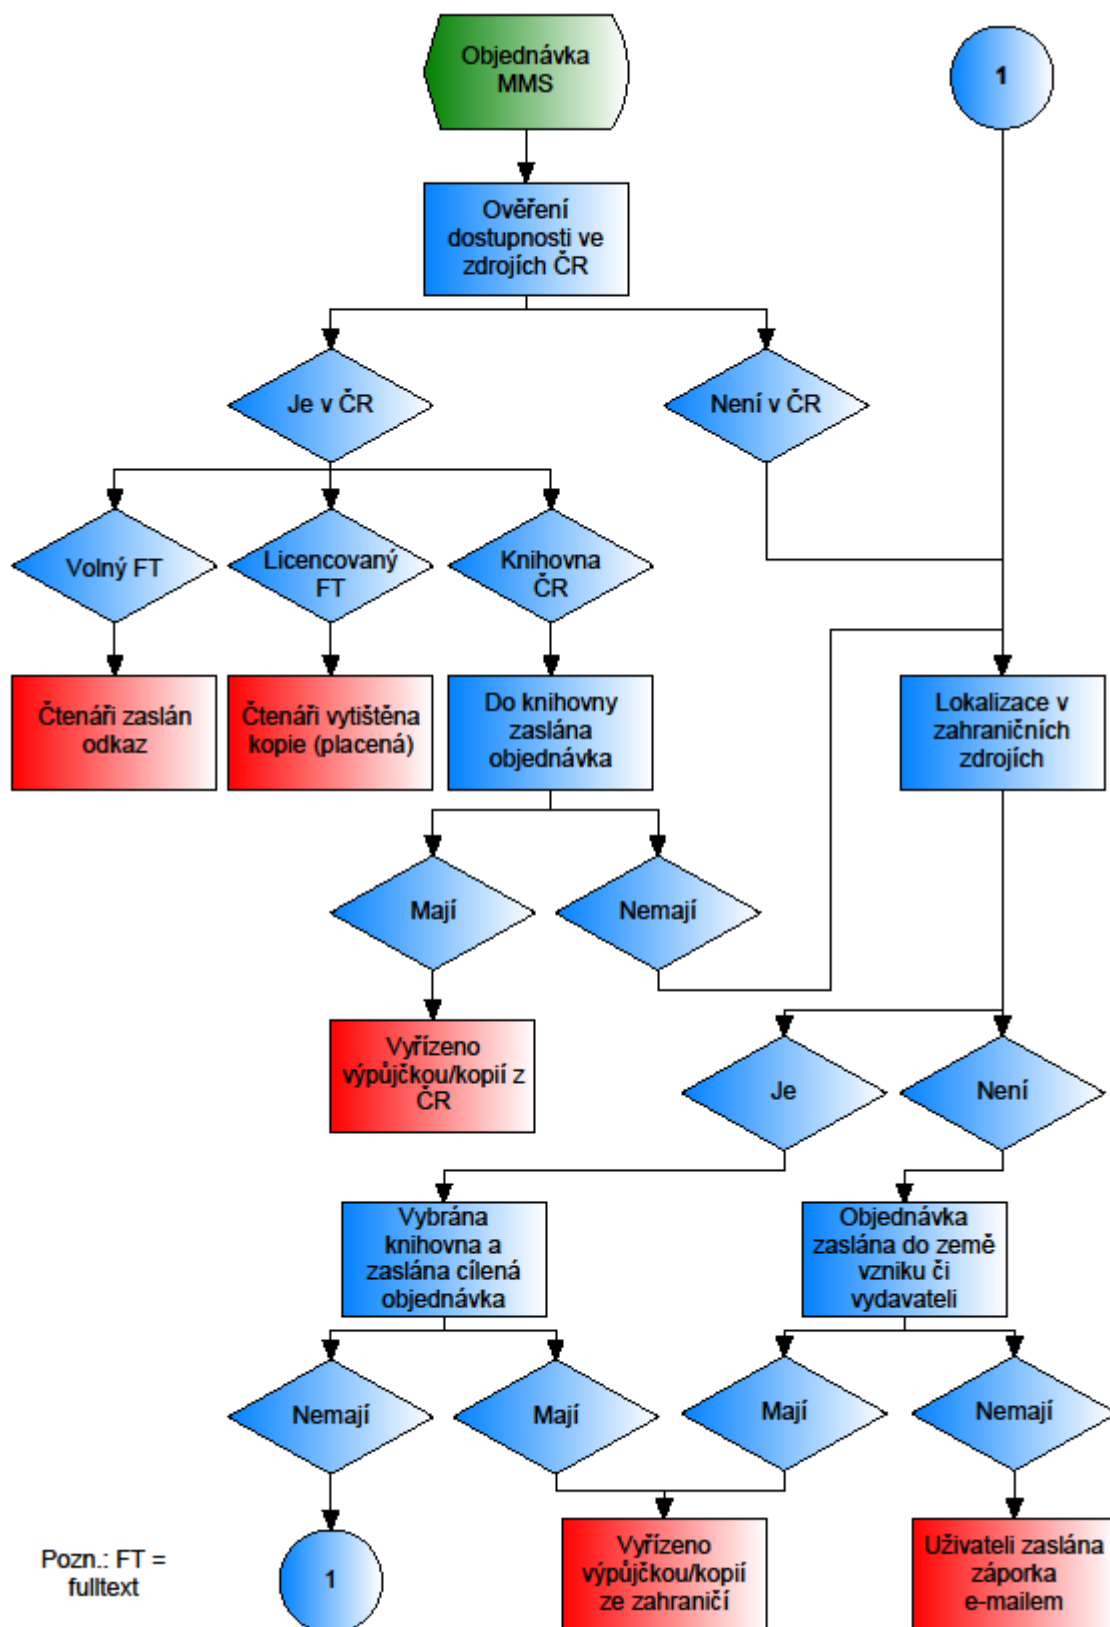 Objednávka
MMS
1
Ověření
dostupnosti ve
zdrojích ČR
Je v ČR
Není v ČR
Volný FT
Licencovaný
FT
Knihovna
ČR
Čtenáři zaslán
odkaz
Čtenáři vytištěna
kopie (placená)
Do knihovny
zaslána
objednávka
Lokalizace v
zahraničních
zdrojích
Mají
Nemají
Vyřízeno
výpůjčkou/kopií z
ČR
Je
Není
Vybrána
knihovna a
zaslána cílená
objednávka
Objednávka
zaslána do země
vzniku či
vydavateli
Nemají
Mají
Mají
Nemají
Pozn.: FT =
fulltext
1
Vyřízeno
výpůjčkou/kopií
ze zahraničí
Uživateli zaslána
záporka
e-mailem